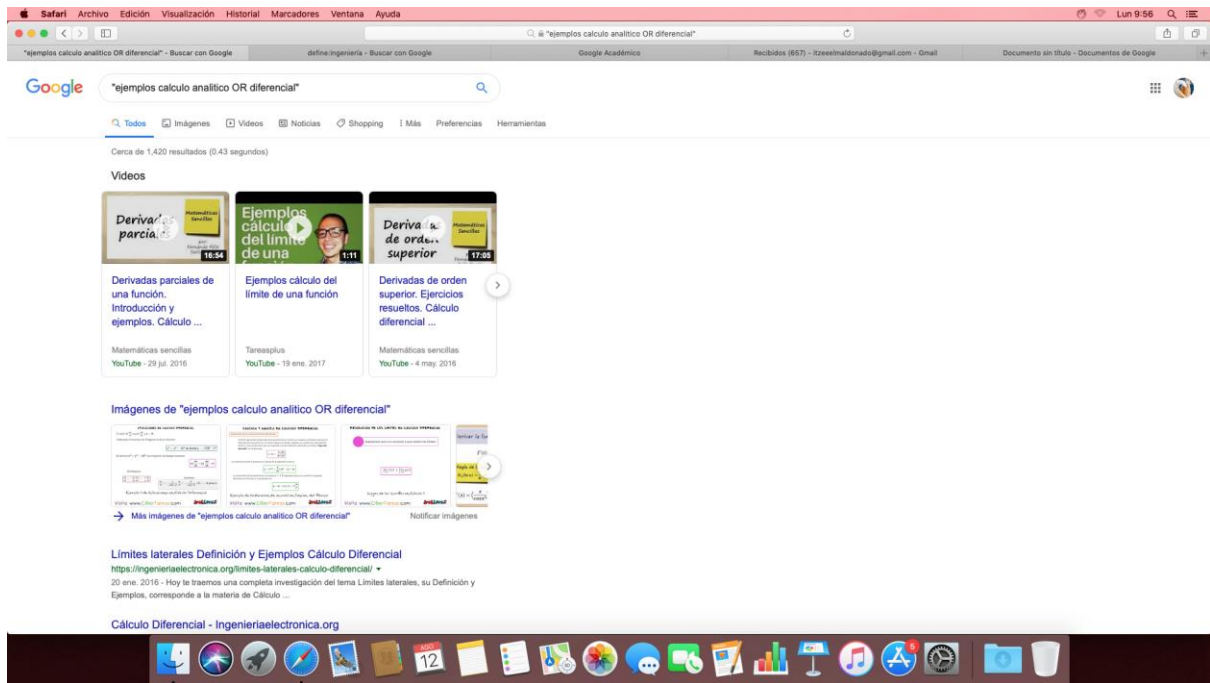 Safari Archivo Edición Visualización Historial Marcadores Ventana Ayuda
Lun 9:56
"ejemplos calculo analitico OR diferencial"
"ejemplos calculo analitico OR diferencial" - Buscar con Google
define:ingeniería - Buscar con Google
Google Académico
Recibidos (657) - itzeeelmaldonado@gmail.com - Gmail
Documento sin título - Documentos de Google
Google
"ejemplos calculo analitico OR diferencial"
Todos Imágenes Videos Noticias Shopping Más Preferencias Herramientas
Cerca de 1,420 resultados (0.43 segundos)
Videos
Matemáticas
Sencillas
16:54
Ejemplos
del límite
de una
1:11
Matemáticas
Sencillas
superior
17:05
Derivadas parciales de
una función.
Introducción y
ejemplos. Cálculo ...
Matemáticas sencillas
YouTube - 29 jul. 2016
Ejemplos cálculo del
límite de una función
Tareasplus
YouTube - 19 ene. 2017
Derivadas de orden
superior. Ejercicios
resueltos. Cálculo
diferencial ...
Matemáticas sencillas
YouTube - 4 may. 2016
Imágenes de "ejemplos calculo analitico OR diferencial"
Más imágenes de "ejemplos calculo analitico OR diferencial"
Notificar imágenes
Límites laterales Definición y Ejemplos Cálculo Diferencial
https://ingenieriaelectronica.org/limites-laterales-calculo-diferencial/
20 ene. 2016 - Hoy te traemos una completa investigación del tema Límites laterales, su Definición y
Ejemplos, corresponde a la materia de Cálculo ...
Cálculo Diferencial - Ingenieriaelectronica.org
AGO
12
5